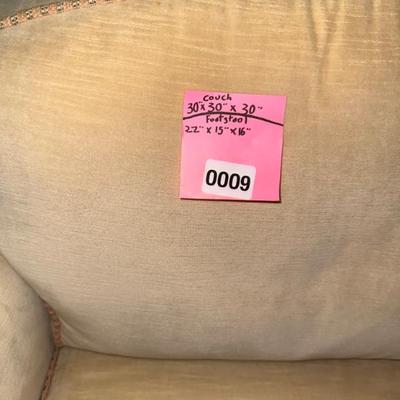 Couch
30" x 30" x 30"
Footstool
22" x 15" x 16"
0009